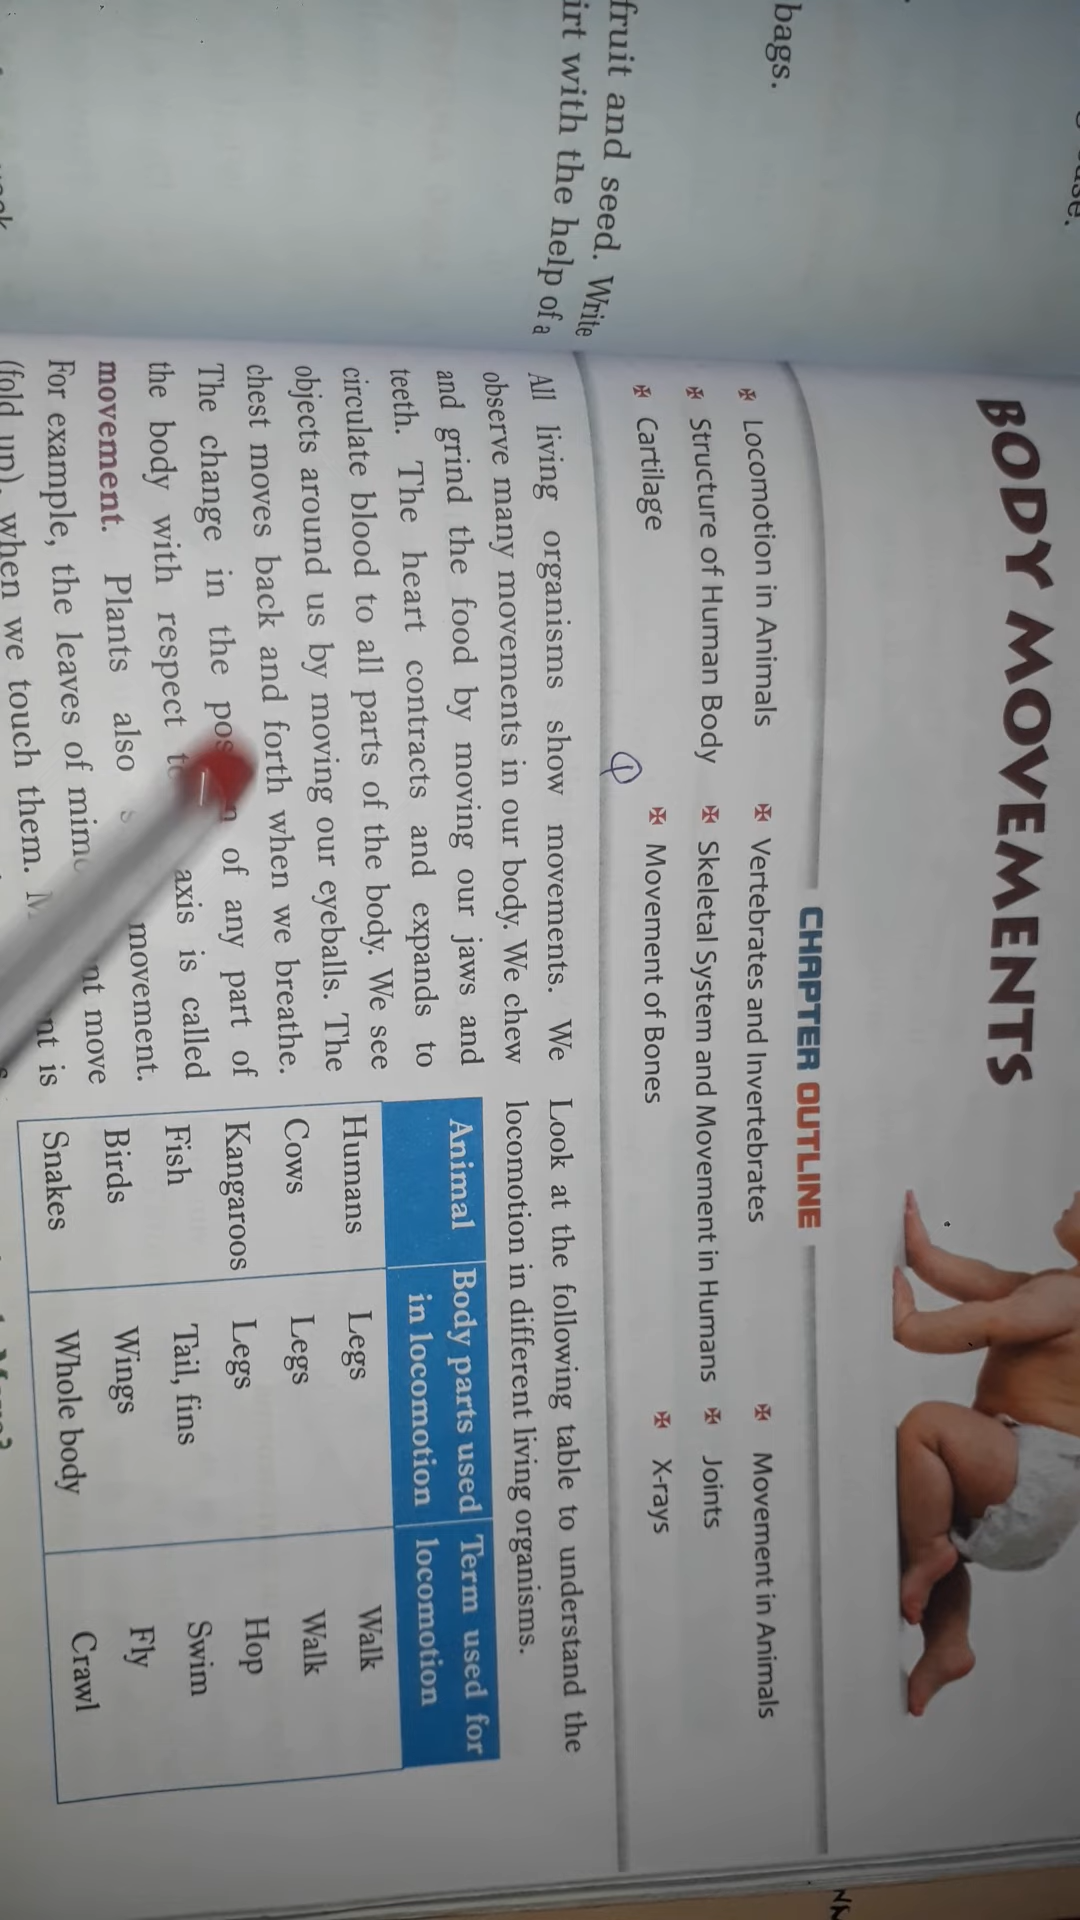 bags.
fruit and seed. Write
irt with the help of a
BODY MOVEMENTS
CHAPTER OUTLINE
✠ Locomotion in Animals ✠ Vertebrates and Invertebrates ✠ Movement in Animals
✠ Structure of Human Body ✠ Skeletal System and Movement in Humans ✠ Joints
✠ Cartilage ✠ Movement of Bones ✠ X-rays
1
All living organisms show movements. We
observe many movements in our body. We chew
and grind the food by moving our jaws and
teeth. The heart contracts and expands to
circulate blood to all parts of the body. We see
objects around us by moving our eyeballs. The
chest moves back and forth when we breathe.
The change in the of any part of
the body with respect axis is called
movement. Plants also movement.
For example, the leaves of move
(fold up), when we touch them. is
Look at the following table to understand the
locomotion in different living organisms.
Animal Body parts used in locomotion Term used for locomotion
Humans Legs Walk
Cows Legs Walk
Kangaroos Legs Hop
Fish Tail, fins Swim
Birds Wings Fly
Snakes Whole body Crawl